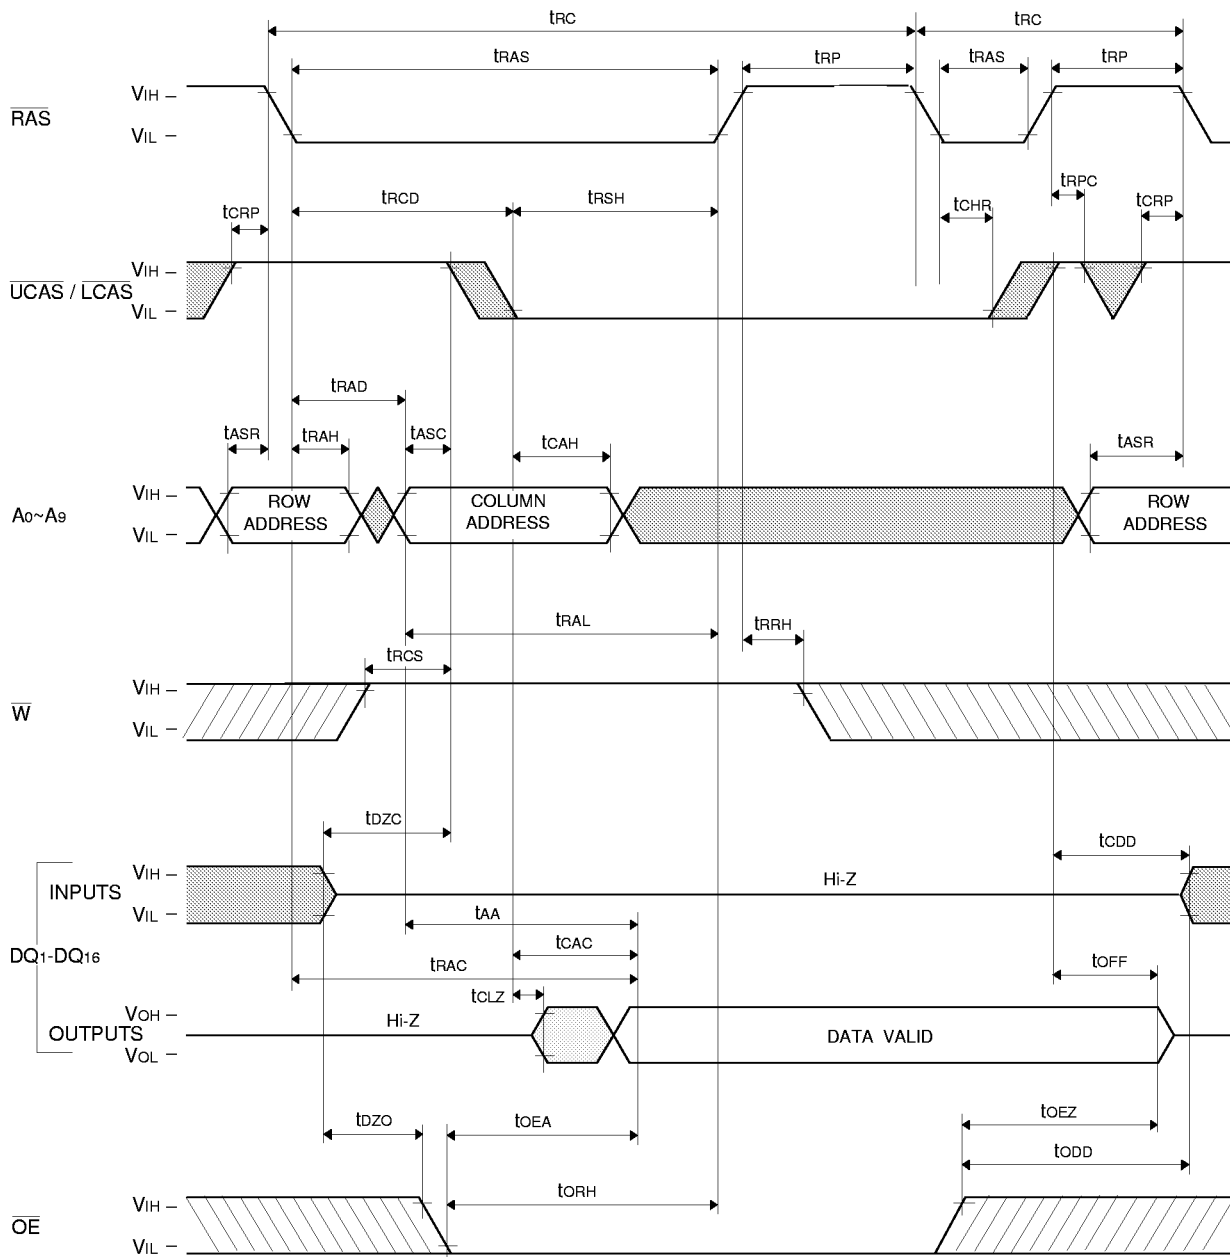 tRC tRC
tRAS tRP tRAS tRP
VIH
RAS
VIL
tRCD tRSH tRPC
tCRP tCHR tCRP
VIH
UCAS / LCAS
VIL
tRAD
tASR tRAH tASC tCAH tASR
VIH
ROW COLUMN ROW
A0~A9
ADDRESS ADDRESS ADDRESS
VIL
tRAL tRRH
tRCS
VIH
W
VIL
tDZC tCDD
VIH
INPUTS Hi-Z
VIL
tAA
tCAC
DQ1-DQ16
tRAC tOFF
tCLZ
VOH
Hi-Z
OUTPUTS DATA VALID
VOL
tDZO tOEA tOEZ
tODD
tORH
VIH
OE
VIL